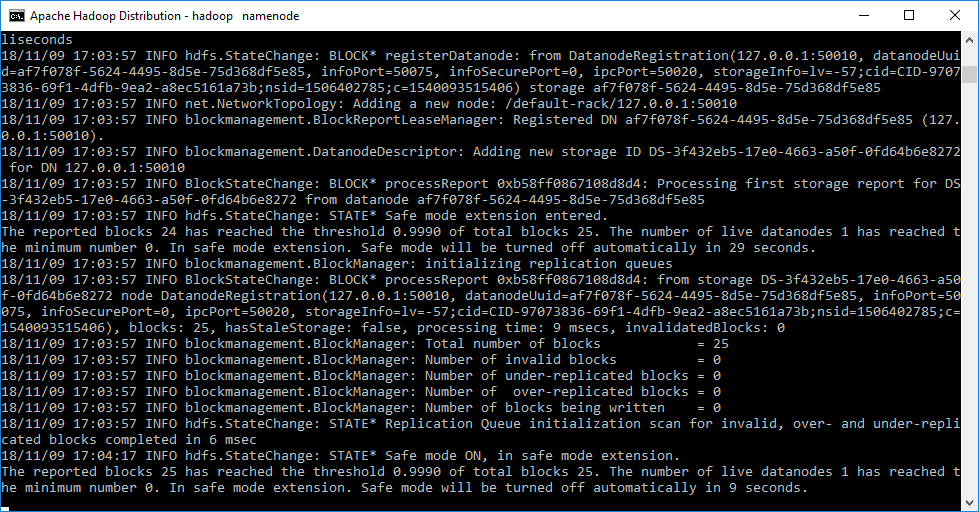 Apache Hadoop Distribution - hadoop   namenode
liseconds
18/11/09 17:03:57 INFO hdfs.StateChange: BLOCK* registerDatanode: from DatanodeRegistration(127.0.0.1:50010, datanodeUui
d=af7f078f-5624-4495-8d5e-75d368df5e85, infoPort=50075, infoSecurePort=0, ipcPort=50020, storageInfo=lv=-57;cid=CID-9707
3836-69f1-4dfb-9ea2-a8ec5161a73b;nsid=1506402785;c=1540093515406) storage af7f078f-5624-4495-8d5e-75d368df5e85
18/11/09 17:03:57 INFO net.NetworkTopology: Adding a new node: /default-rack/127.0.0.1:50010
18/11/09 17:03:57 INFO blockmanagement.BlockReportLeaseManager: Registered DN af7f078f-5624-4495-8d5e-75d368df5e85 (127.
0.0.1:50010).
18/11/09 17:03:57 INFO blockmanagement.DatanodeDescriptor: Adding new storage ID DS-3f432eb5-17e0-4663-a50f-0fd64b6e8272
 for DN 127.0.0.1:50010
18/11/09 17:03:57 INFO BlockStateChange: BLOCK* processReport 0xb58ff0867108d8d4: Processing first storage report for DS
-3f432eb5-17e0-4663-a50f-0fd64b6e8272 from datanode af7f078f-5624-4495-8d5e-75d368df5e85
18/11/09 17:03:57 INFO hdfs.StateChange: STATE* Safe mode extension entered.
The reported blocks 24 has reached the threshold 0.9990 of total blocks 25. The number of live datanodes 1 has reached t
he minimum number 0. In safe mode extension. Safe mode will be turned off automatically in 29 seconds.
18/11/09 17:03:57 INFO blockmanagement.BlockManager: initializing replication queues
18/11/09 17:03:57 INFO BlockStateChange: BLOCK* processReport 0xb58ff0867108d8d4: from storage DS-3f432eb5-17e0-4663-a50
f-0fd64b6e8272 node DatanodeRegistration(127.0.0.1:50010, datanodeUuid=af7f078f-5624-4495-8d5e-75d368df5e85, infoPort=50
075, infoSecurePort=0, ipcPort=50020, storageInfo=lv=-57;cid=CID-97073836-69f1-4dfb-9ea2-a8ec5161a73b;nsid=1506402785;c=
1540093515406), blocks: 25, hasStaleStorage: false, processing time: 9 msecs, invalidatedBlocks: 0
18/11/09 17:03:57 INFO blockmanagement.BlockManager: Total number of blocks            = 25
18/11/09 17:03:57 INFO blockmanagement.BlockManager: Number of invalid blocks          = 0
18/11/09 17:03:57 INFO blockmanagement.BlockManager: Number of under-replicated blocks = 0
18/11/09 17:03:57 INFO blockmanagement.BlockManager: Number of  over-replicated blocks = 0
18/11/09 17:03:57 INFO blockmanagement.BlockManager: Number of blocks being written    = 0
18/11/09 17:03:57 INFO hdfs.StateChange: STATE* Replication Queue initialization scan for invalid, over- and under-repli
cated blocks completed in 6 msec
18/11/09 17:04:17 INFO hdfs.StateChange: STATE* Safe mode ON, in safe mode extension.
The reported blocks 25 has reached the threshold 0.9990 of total blocks 25. The number of live datanodes 1 has reached t
he minimum number 0. In safe mode extension. Safe mode will be turned off automatically in 9 seconds.